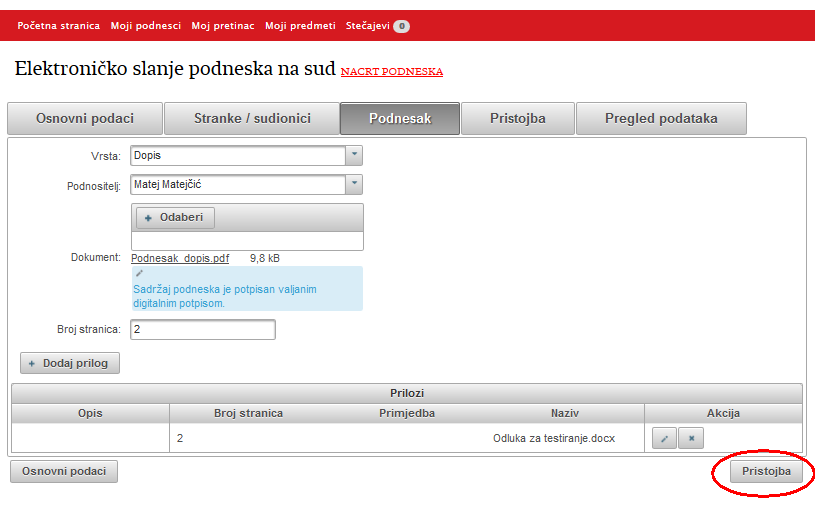 Početna stranica Moji podnesci Moj pretinac Moji predmeti Stečajevi 0
Elektroničko slanje podneska na sud NACRT PODNESKA
Osnovni podaci Stranke / sudionici Podnesak Pristojba Pregled podataka
Vrsta: Dopis
Podnositelj: Matej Matejčić
+ Odaberi
Dokument: Podnesak_dopis.pdf 9,8 kB
Sadržaj podneska je potpisan valjanim
digitalnim potpisom.
Broj stranica: 2
+ Dodaj prilog
Prilozi
Opis Broj stranica Primjedba Naziv Akcija
2 Odluka za testiranje.docx
Osnovni podaci Pristojba